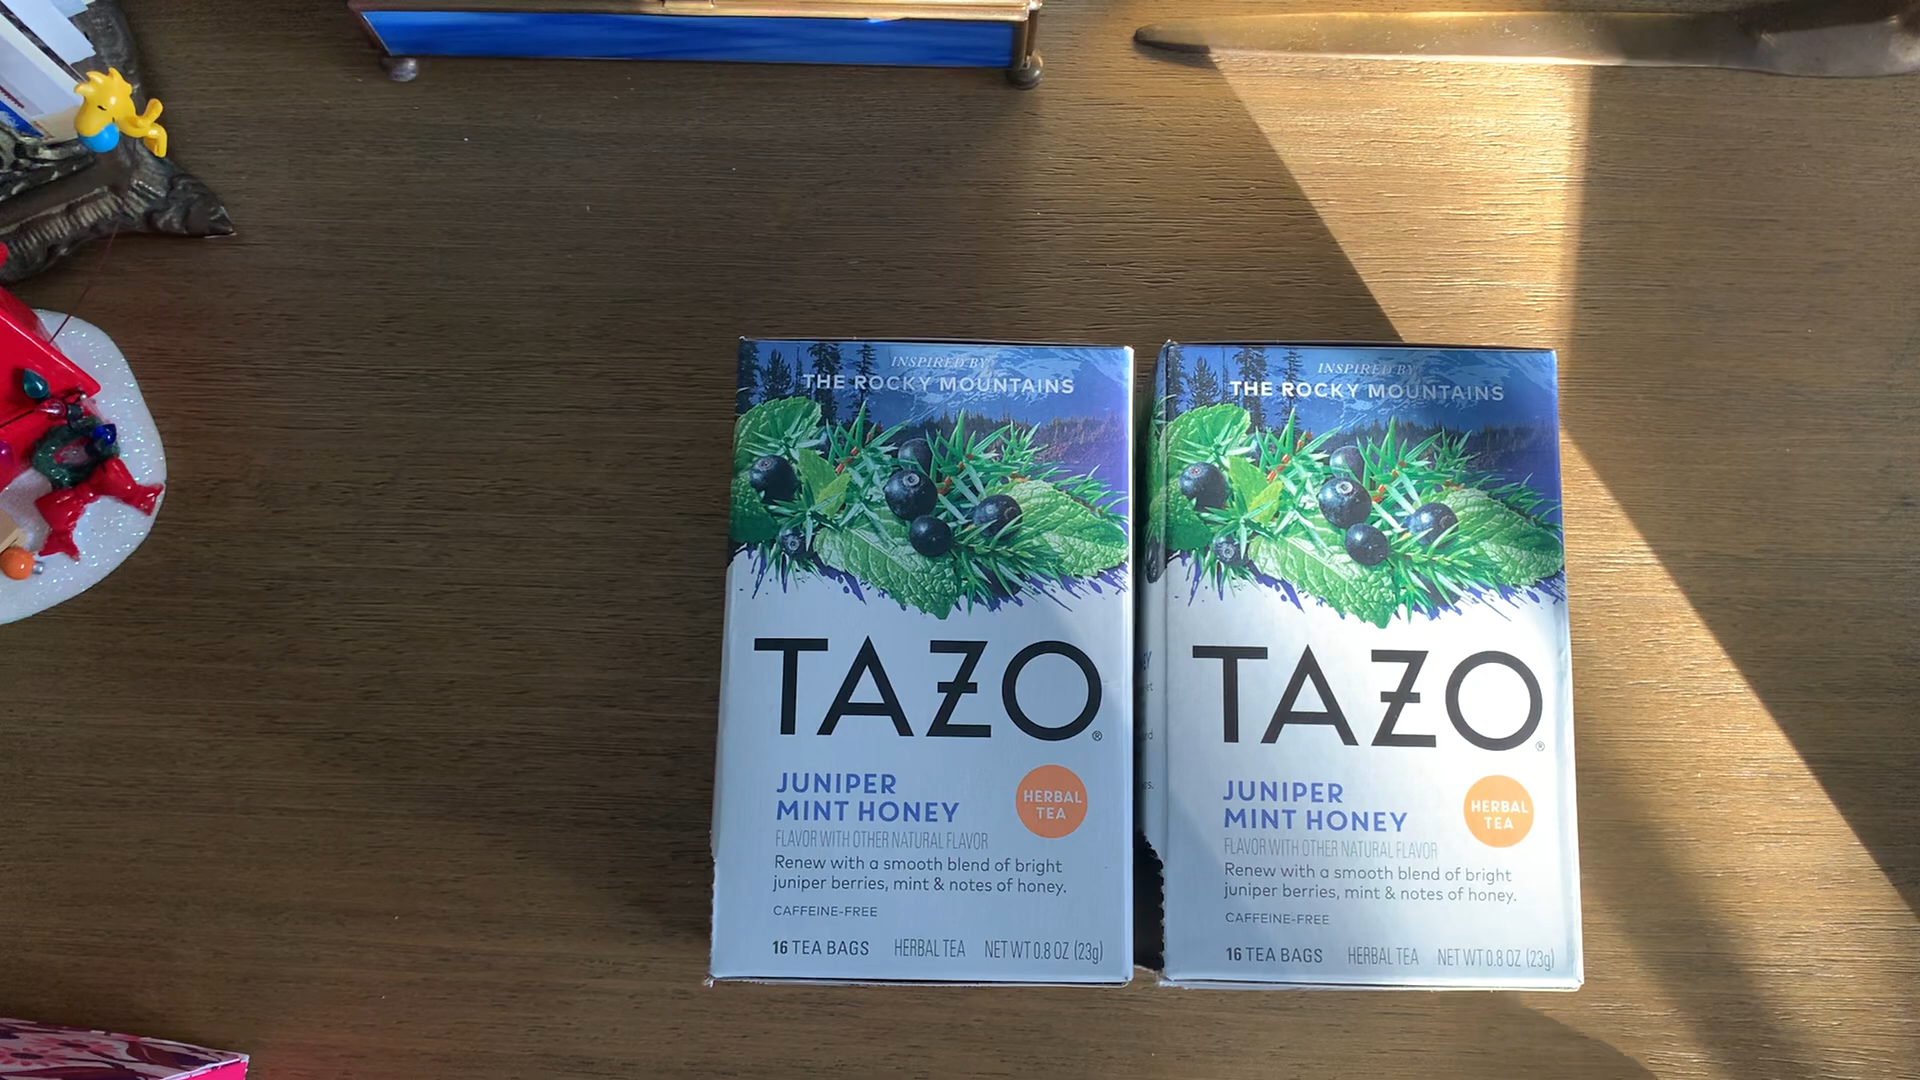 INSPIRED BY
THE ROCKY MOUNTAINS
TAZO®
JUNIPER
MINT HONEY
HERBAL
TEA
FLAVOR WITH OTHER NATURAL FLAVOR
Renew with a smooth blend of bright
juniper berries, mint & notes of honey.
CAFFEINE-FREE
16 TEA BAGS HERBAL TEA NET WT 0.8 OZ (23g)
INSPIRED BY
THE ROCKY MOUNTAINS
TAZO®
JUNIPER
MINT HONEY
HERBAL
TEA
FLAVOR WITH OTHER NATURAL FLAVOR
Renew with a smooth blend of bright
juniper berries, mint & notes of honey.
CAFFEINE-FREE
16 TEA BAGS HERBAL TEA NET WT 0.8 OZ (23g)